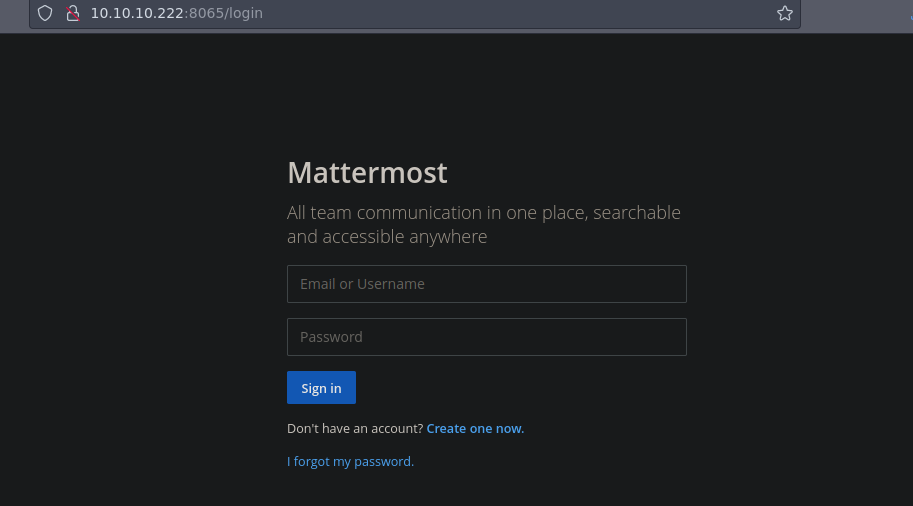 10.10.10.222:8065/login
Mattermost
All team communication in one place, searchable
and accessible anywhere
Email or Username
Password
Sign in
Don't have an account? Create one now.
I forgot my password.